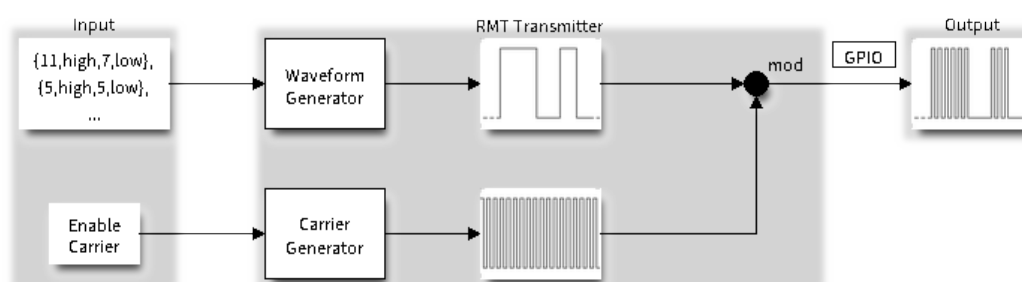 Input
RMT Transmitter
Output
{11,high,7,low},
{5,high,5,low},
...
Waveform
Generator
mod
GPIO
Enable
Carrier
Carrier
Generator